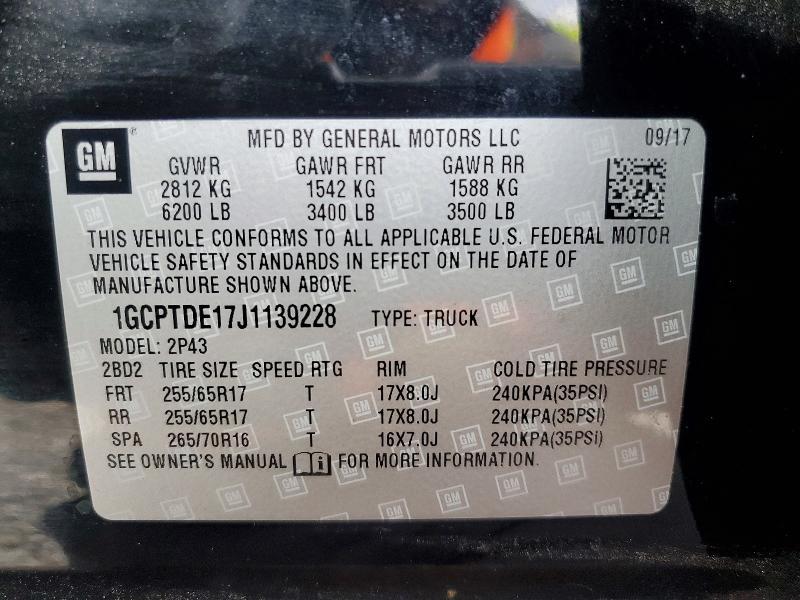 GM ® MFD BY GENERAL MOTORS LLC 09/17
GVWR GAWR FRT GAWR RR
2812 KG 1542 KG 1588 KG
6200 LB 3400 LB 3500 LB
THIS VEHICLE CONFORMS TO ALL APPLICABLE U.S. FEDERAL MOTOR
VEHICLE SAFETY STANDARDS IN EFFECT ON THE DATE OF
MANUFACTURE SHOWN ABOVE.
1GCPTDE17J1139228 TYPE: TRUCK
MODEL: 2P43
2BD2 TIRE SIZE SPEED RTG RIM COLD TIRE PRESSURE
FRT 255/65R17 T 17X8.0J 240KPA(35PSI)
RR 255/65R17 T 17X8.0J 240KPA(35PSI)
SPA 265/70R16 T 16X7.0J 240KPA(35PSI)
SEE OWNER'S MANUAL i FOR MORE INFORMATION.